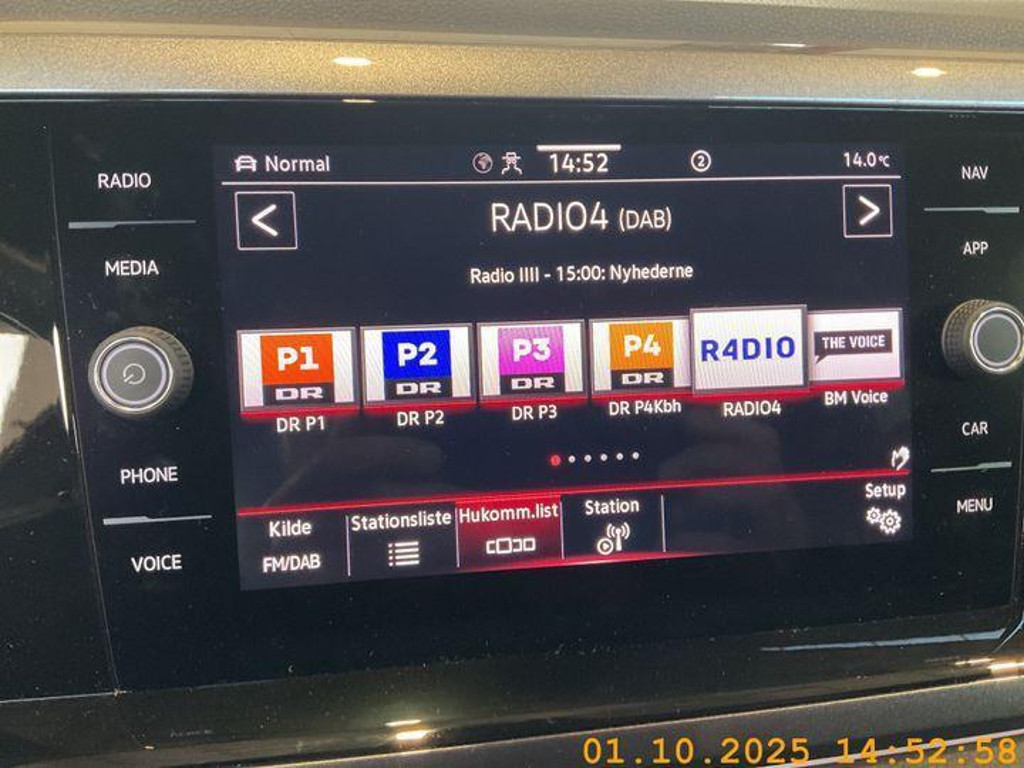 RADIO
MEDIA
PHONE
VOICE
Normal
14:52
2
14.0°C
<
RADIO4 (DAB)
>
Radio IIII - 15:00: Nyhederne
P1 P2 P3 P4 R4DIO THE VOICE
DR DR DR DR
DR P1 DR P2 DR P3 DR P4Kbh RADIO4 BM Voice
Kilde
FM/DAB
Stationsliste
Hukomm.list
Station
Setup
NAV
APP
CAR
MENU
01.10.2025 14:52:58